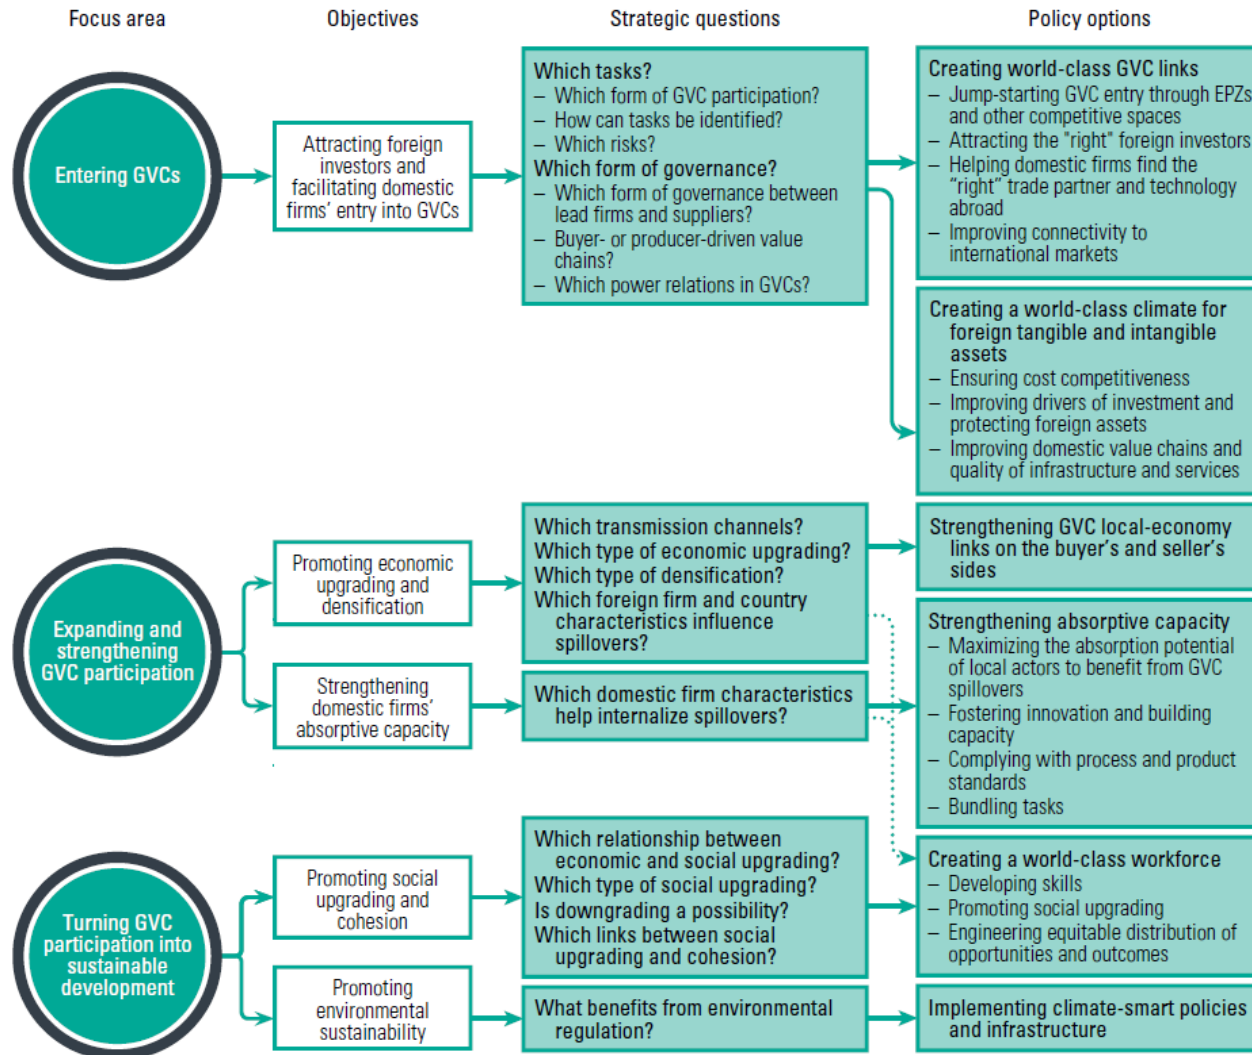 Focus area
Objectives
Strategic questions
Policy options
Entering GVCs
Attracting foreign
investors and
facilitating domestic
firms' entry into GVCs
Which tasks?
– Which form of GVC participation?
– How can tasks be identified?
– Which risks?
Which form of governance?
– Which form of governance between
lead firms and suppliers?
– Buyer- or producer-driven value
chains?
– Which power relations in GVCs?
Creating world-class GVC links
– Jump-starting GVC entry through EPZs
and other competitive spaces
– Attracting the "right" foreign investors
– Helping domestic firms find the
“right” trade partner and technology
abroad
– Improving connectivity to
international markets
Creating a world-class climate for
foreign tangible and intangible
assets
– Ensuring cost competitiveness
– Improving drivers of investment and
protecting foreign assets
– Improving domestic value chains and
quality of infrastructure and services
Expanding and
strengthening
GVC participation
Promoting economic
upgrading and
densification
Strengthening
domestic firms'
absorptive capacity
Which transmission channels?
Which type of economic upgrading?
Which type of densification?
Which foreign firm and country
characteristics influence
spillovers?
Which domestic firm characteristics
help internalize spillovers?
Strengthening GVC local-economy
links on the buyer's and seller's
sides
Strengthening absorptive capacity
– Maximizing the absorption potential
of local actors to benefit from GVC
spillovers
– Fostering innovation and building
capacity
– Complying with process and product
standards
– Bundling tasks
Turning GVC
participation into
sustainable
development
Promoting social
upgrading and
cohesion
Promoting
environmental
sustainability
Which relationship between
economic and social upgrading?
Which type of social upgrading?
Is downgrading a possibility?
Which links between social
upgrading and cohesion?
What benefits from environmental
regulation?
Creating a world-class workforce
– Developing skills
– Promoting social upgrading
– Engineering equitable distribution of
opportunities and outcomes
Implementing climate-smart policies
and infrastructure